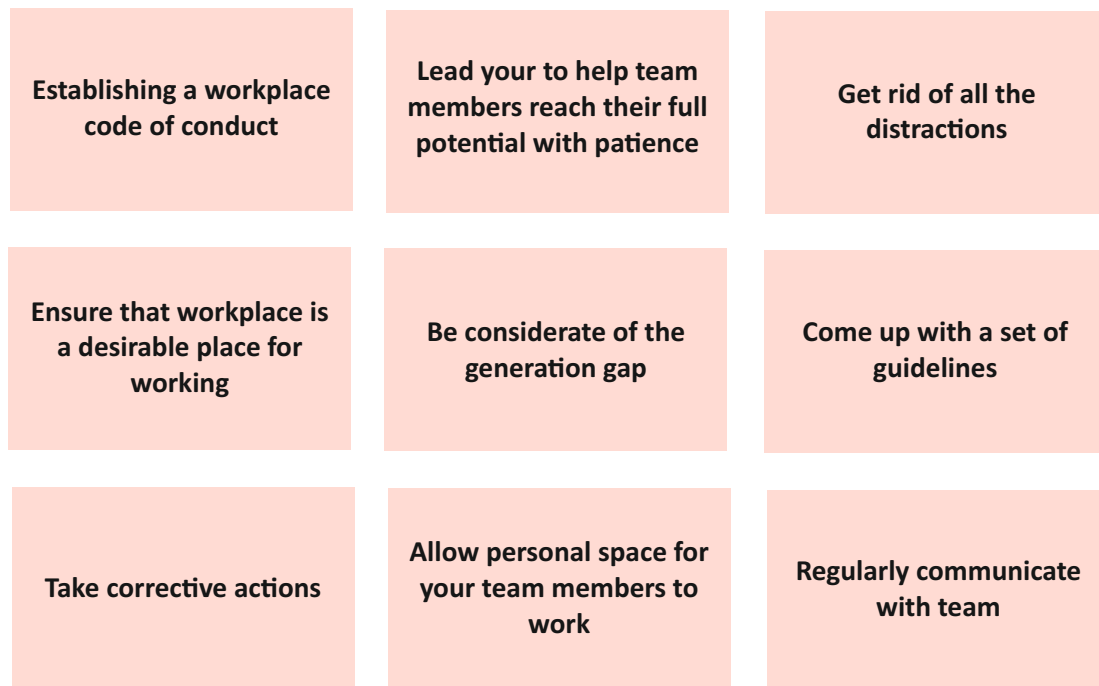 Establishing a workplace
code of conduct
Lead your to help team
members reach their full
potential with patience
Get rid of all the
distractions
Ensure that workplace is
a desirable place for
working
Be considerate of the
generation gap
Come up with a set of
guidelines
Take corrective actions
Allow personal space for
your team members to
work
Regularly communicate
with team